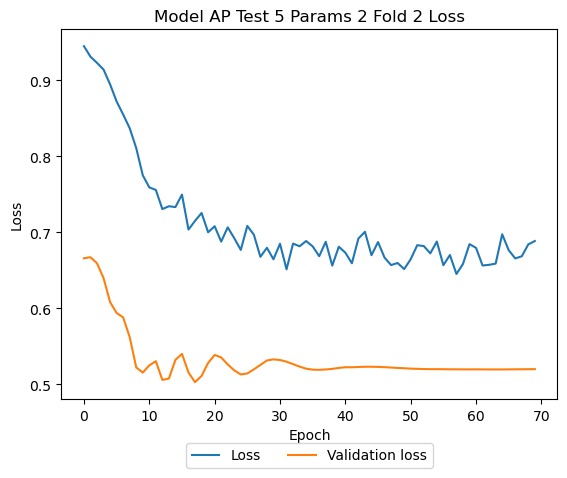 Model AP Test 5 Params 2 Fold 2 Loss
0.9
0.8
0.7
0.6
0.5
Loss
0 10 20 30 40 50 60 70
Epoch
Loss Validation loss